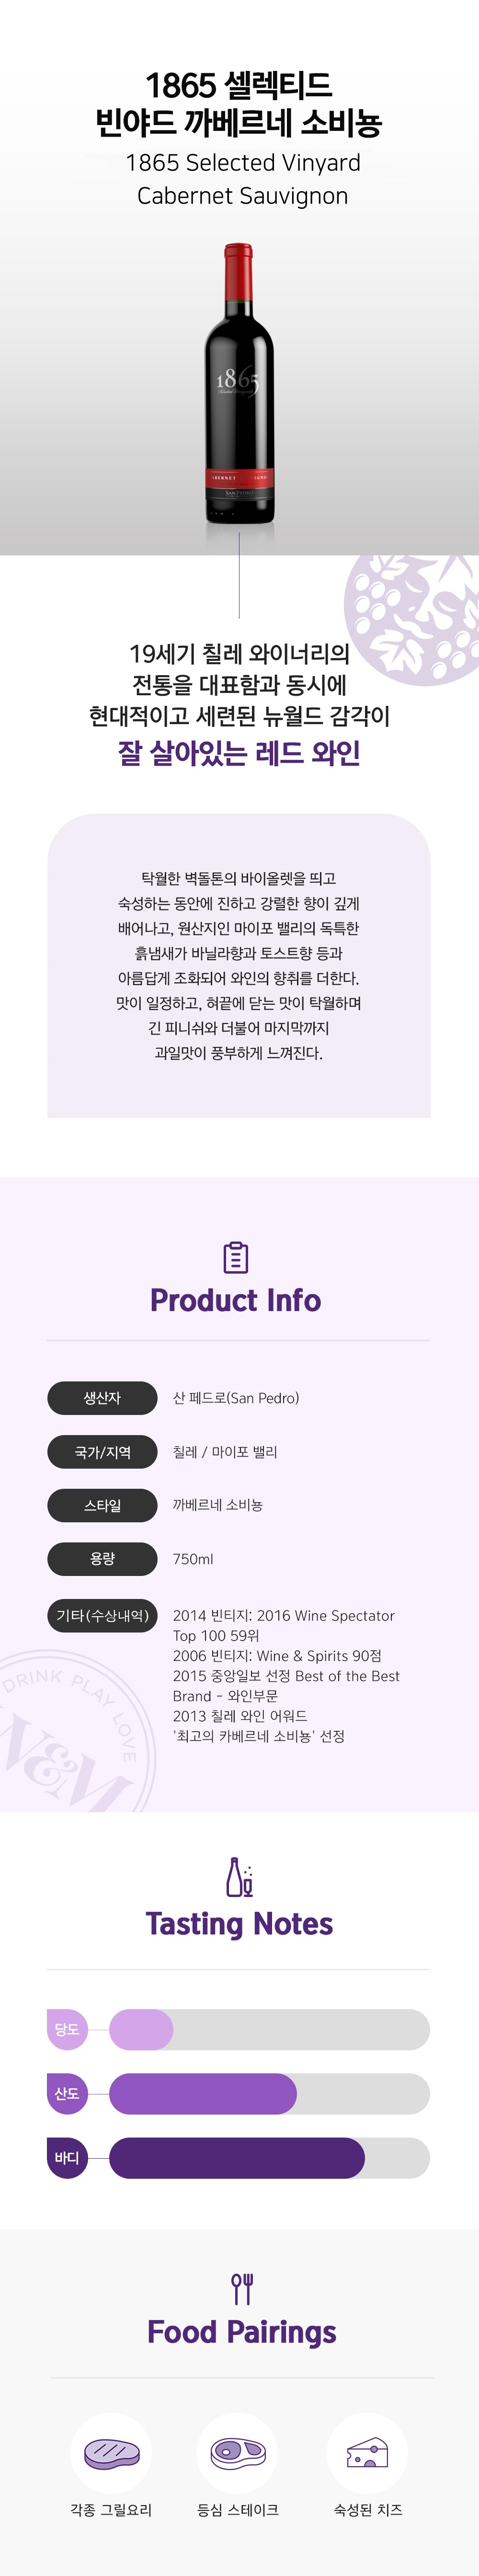 1865 셀렉티드
빈야드 까베르네 소비뇽
1865 Selected Vinyard
Cabernet Sauvignon
1865
SAN PEDRO
19세기 칠레 와이너리의
전통을 대표함과 동시에
현대적이고 세련된 뉴월드 감각이
잘 살아있는 레드 와인
탁월한 벽돌톤의 바이올렛을 띄고
숙성하는 동안에 진하고 강렬한 향이 깊게
배어나고, 원산지인 마이포 밸리의 독특한
흙냄새가 바닐라향과 토스트향 등과
아름답게 조화되어 와인의 향취를 더한다.
맛이 일정하고, 혀끝에 닫는 맛이 탁월하며
긴 피니쉬와 더불어 마지막까지
과일맛이 풍부하게 느껴진다.
Product Info
생산자 산 페드로(San Pedro)
국가/지역 칠레 / 마이포 밸리
스타일 까베르네 소비뇽
용량 750ml
기타(수상내역) 2014 빈티지: 2016 Wine Spectator
Top 100 59위
2006 빈티지: Wine & Spirits 90점
2015 중앙일보 선정 Best of the Best
Brand - 와인부문
2013 칠레 와인 어워드
'최고의 카베르네 소비뇽' 선정
DRINK PLAY LOVE
W&M
Tasting Notes
당도
산도
바디
Food Pairings
각종 그릴요리 등심 스테이크 숙성된 치즈